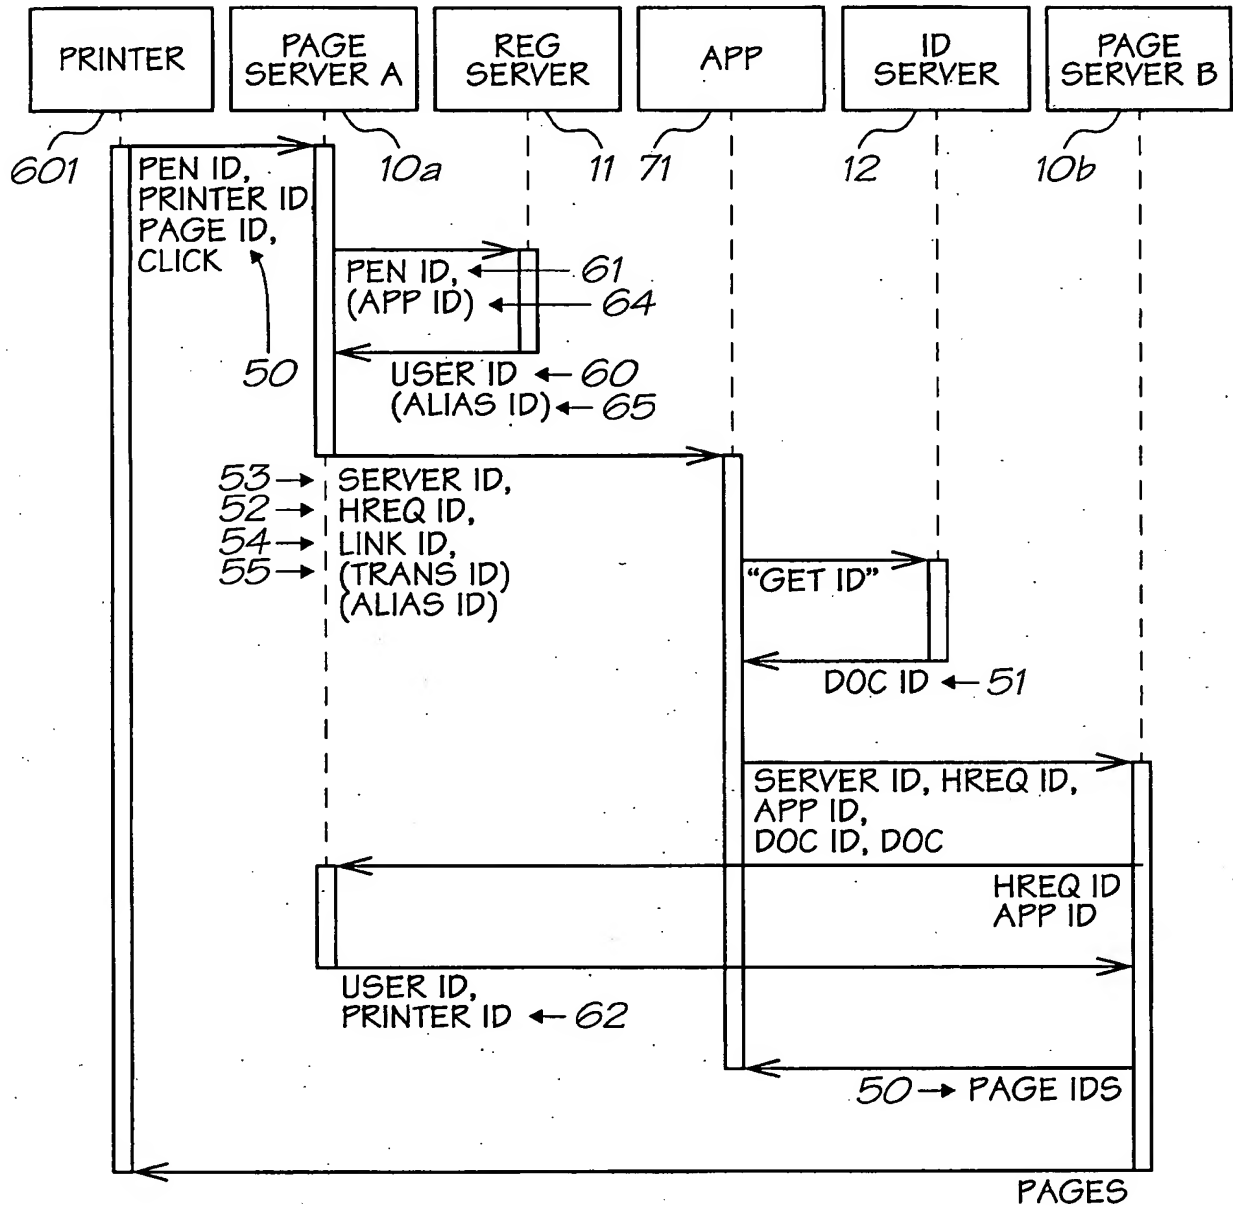 PRINTER
PAGE
SERVER A
REG
SERVER
APP
ID
SERVER
PAGE
SERVER B
601
10a
11
71
12
10b
PEN ID,
PRINTER ID
PAGE ID,
CLICK
50
PEN ID,
61
(APP ID)
64
USER ID
60
(ALIAS ID)
65
53
SERVER ID,
52
HREQ ID,
54
LINK ID,
55
(TRANS ID)
(ALIAS ID)
"GET ID"
DOC ID
51
SERVER ID, HREQ ID,
APP ID,
DOC ID, DOC
HREQ ID
APP ID
USER ID,
PRINTER ID
62
50
PAGE IDS
PAGES